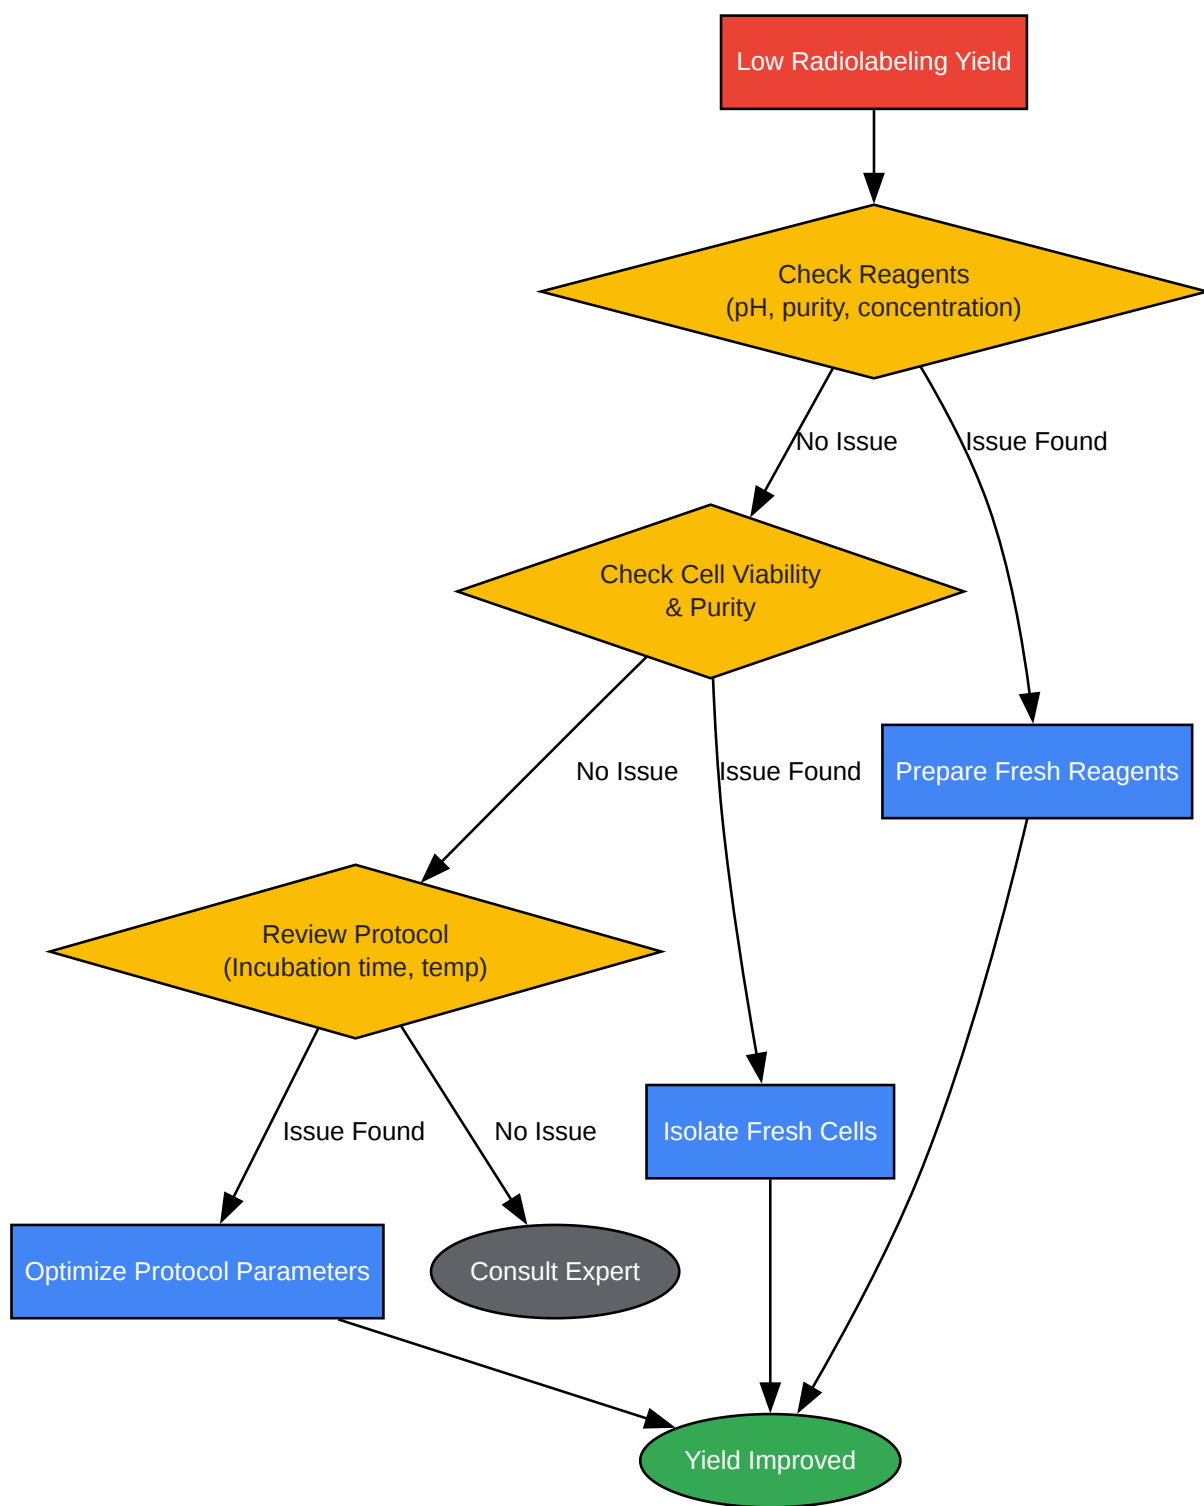 Low Radiolabeling Yield
Check Reagents
(pH, purity, concentration)
No Issue
Issue Found
Check Cell Viability
& Purity
No Issue
Issue Found
Prepare Fresh Reagents
Review Protocol
(Incubation time, temp)
Issue Found
No Issue
Isolate Fresh Cells
Optimize Protocol Parameters
Consult Expert
Yield Improved